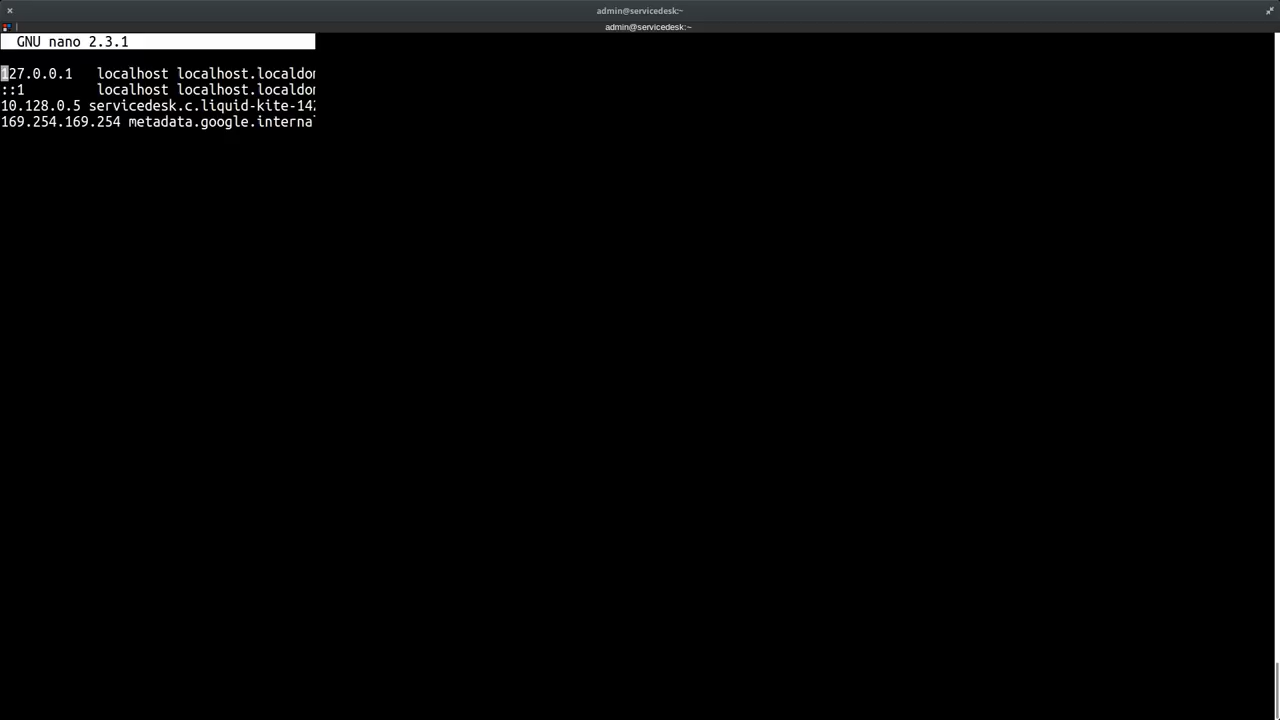 admin@servicedesk:~
admin@servicedesk:~
GNU nano 2.3.1
127.0.0.1 localhost localhost.localdo
::1 localhost localhost.localdo
10.128.0.5 servicedesk.c.liquid-kite-14
169.254.169.254 metadata.google.interna